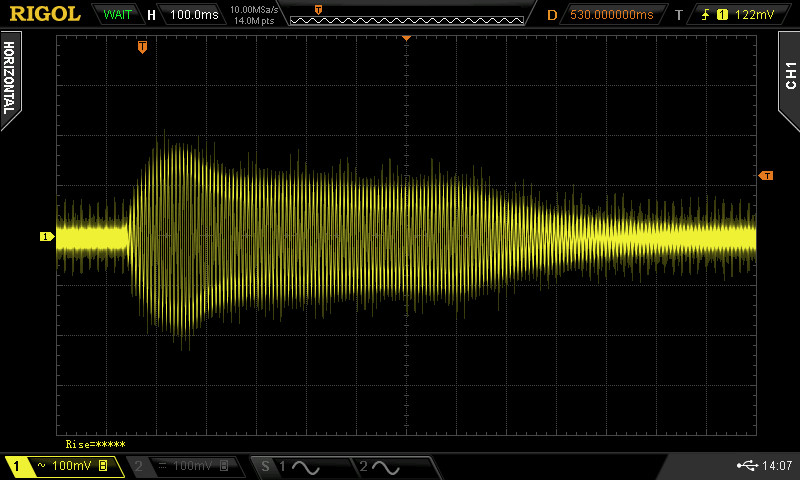 RIGOL WAIT H 100.0ms 10.00MSa/s D 530.000000ms T 1 122mV
14.0M pts
T
T
HORIZONTAL
CH1
T
1
Rise=*****
1 ~ 100mV 2 = 100mV S 1 2 14:07